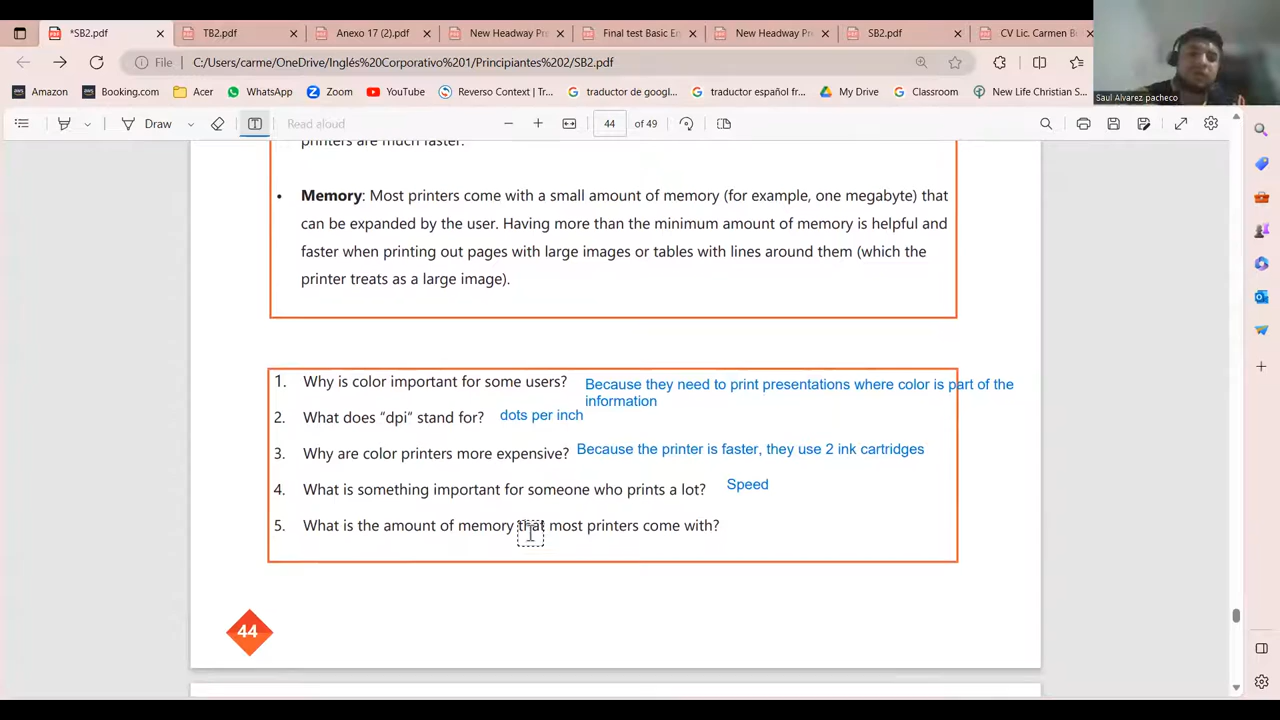 *SB2.pdf
TB2.pdf
Anexo 17 (2).pdf
New Headway Pre
Final test Basic En
New Headway Pre
SB2.pdf
CV Lic. Carmen B
File
C:/Users/carme/OneDrive/Inglés%20Corporativo%201/Principiantes%202/SB2.pdf
Saul Alvarez pacheco
Amazon
Booking.com
Acer
WhatsApp
Zoom
YouTube
Reverso Context | Tr...
traductor de googl...
traductor español fr...
My Drive
Classroom
New Life Christian S...
Draw
Read aloud
44 of 49
printers are much faster.
• Memory: Most printers come with a small amount of memory (for example, one megabyte) that
can be expanded by the user. Having more than the minimum amount of memory is helpful and
faster when printing out pages with large images or tables with lines around them (which the
printer treats as a large image).
1. Why is color important for some users? Because they need to print presentations where color is part of the
information
2. What does "dpi" stand for? dots per inch
3. Why are color printers more expensive? Because the printer is faster, they use 2 ink cartridges
4. What is something important for someone who prints a lot? Speed
5. What is the amount of memory that most printers come with?
44